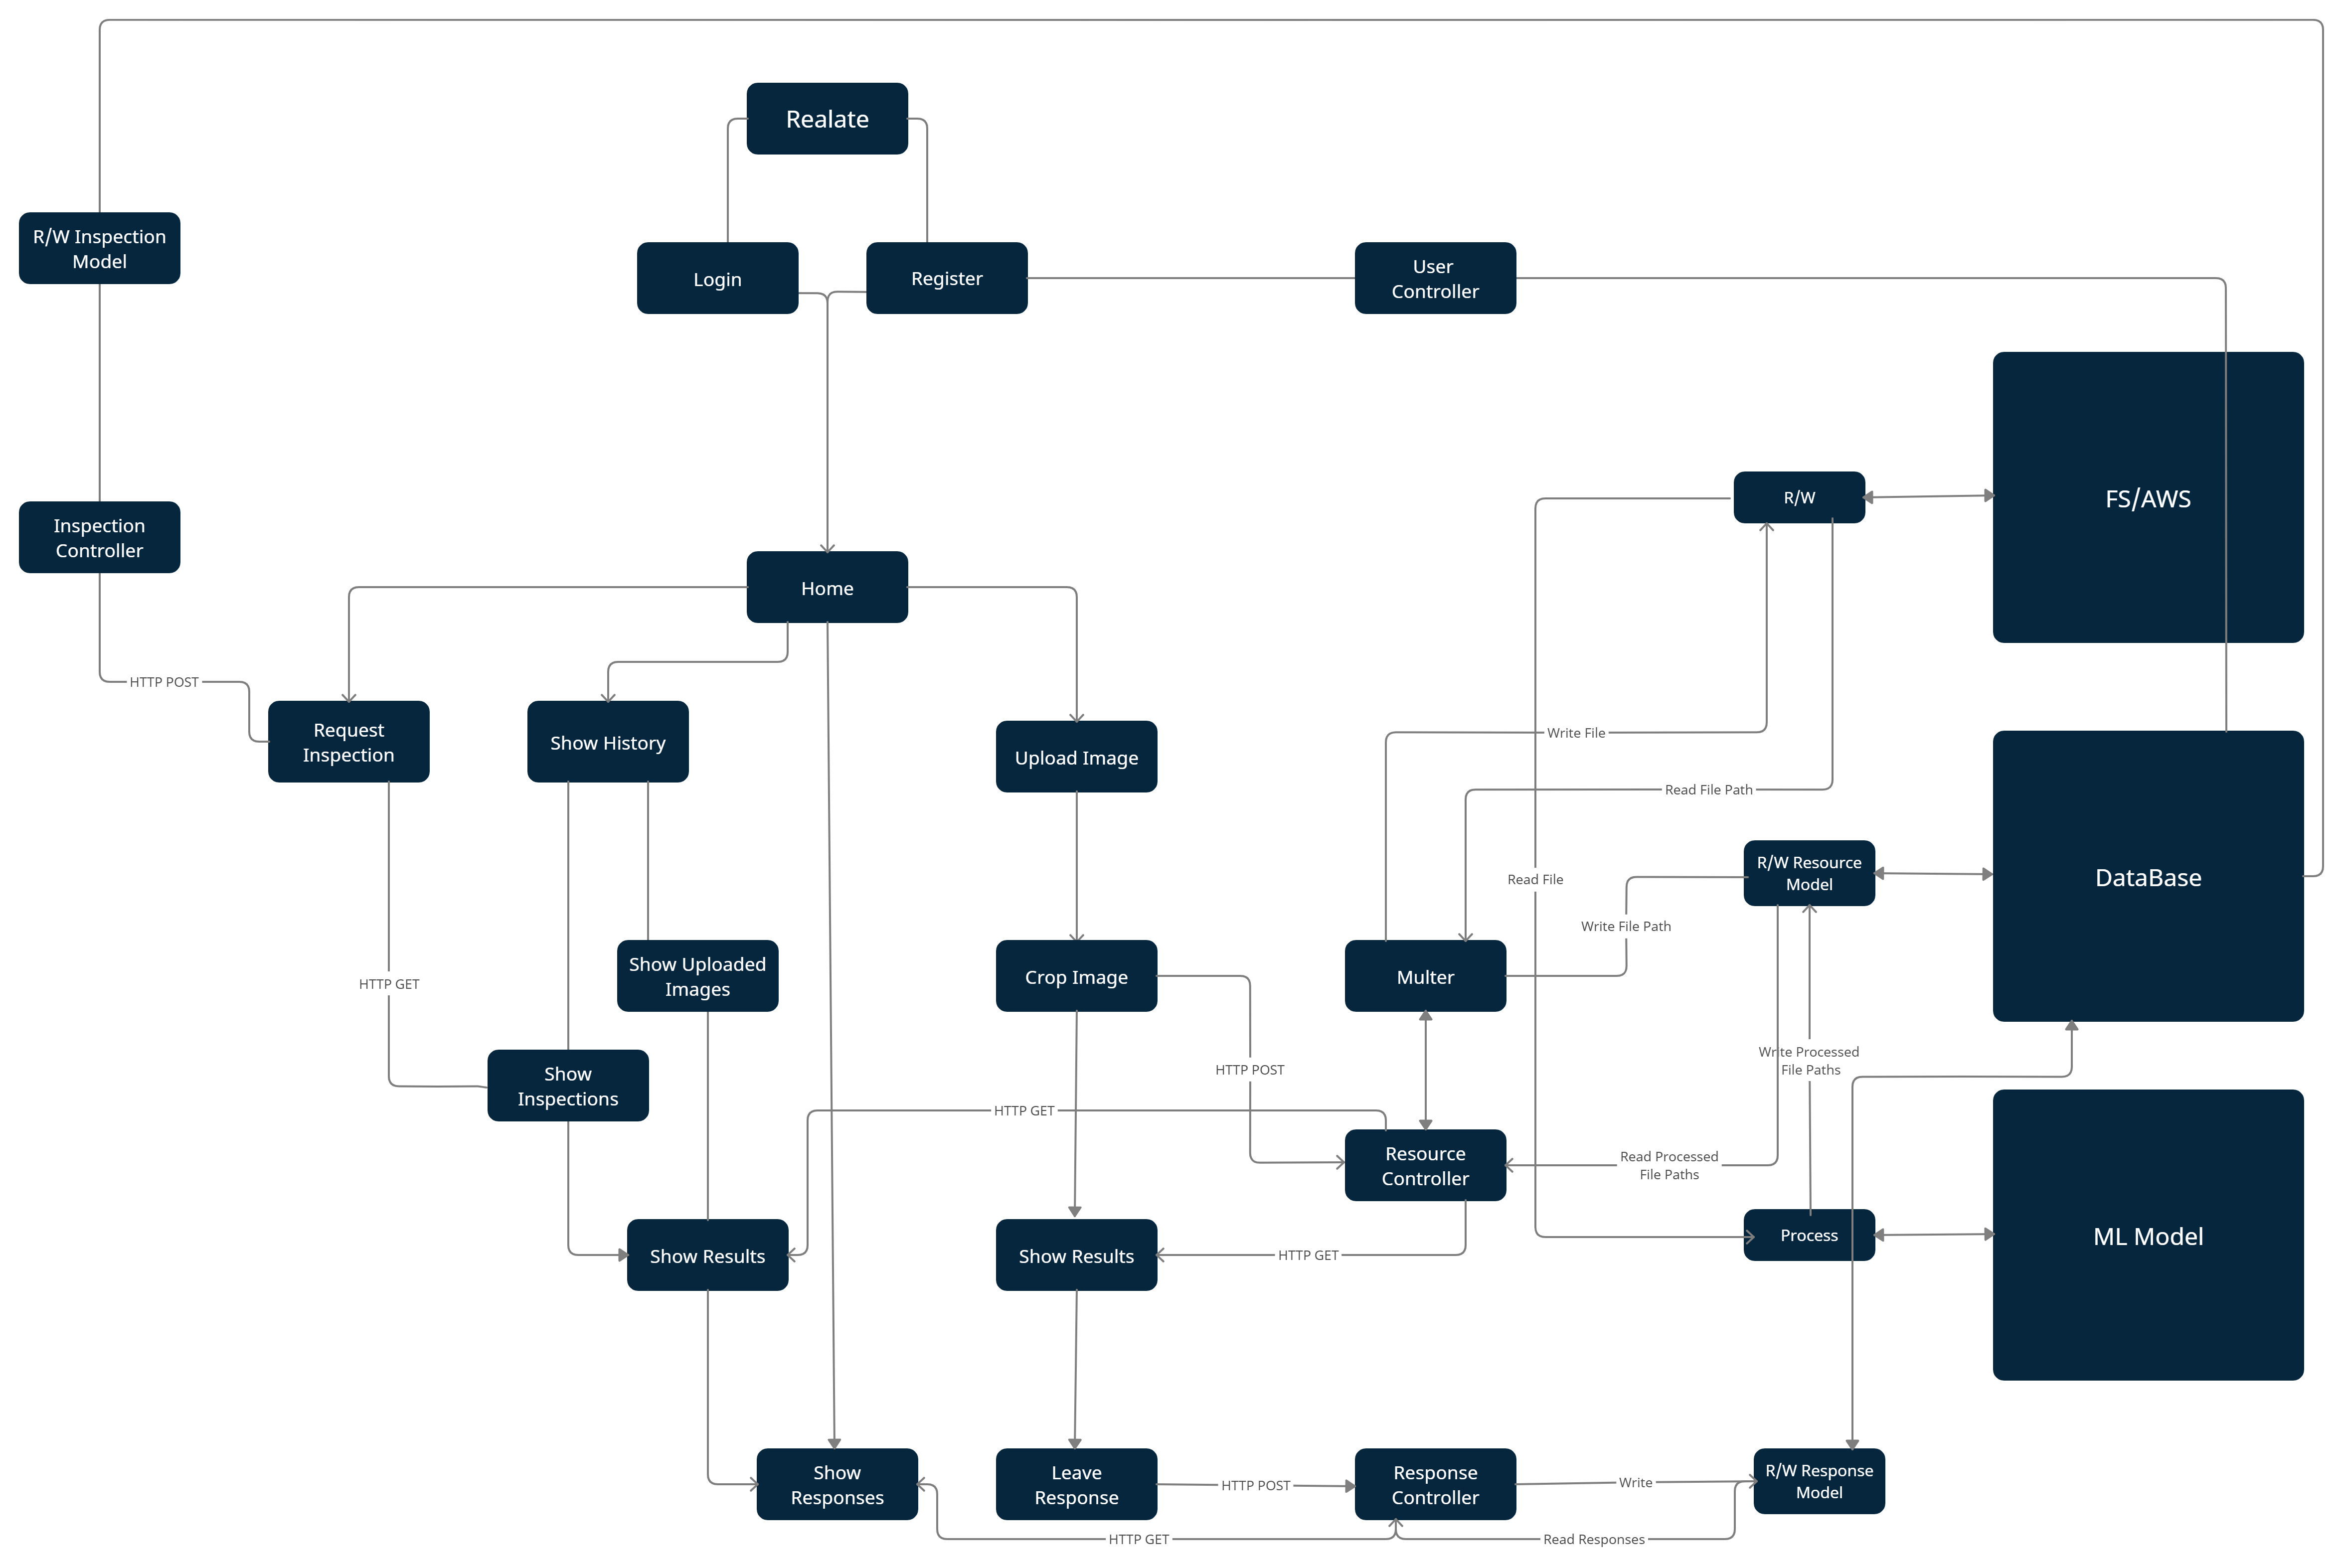 Realate
R/W Inspection
Model
Login
Register
User
Controller
R/W
FS/AWS
Inspection
Controller
Home
HTTP POST
Request
Inspection
Show History
Upload Image
Write File
Read File Path
R/W Resource
Model
DataBase
Read File
Write File Path
Show Uploaded
Images
Crop Image
Multer
HTTP GET
Show
Inspections
HTTP POST
Write Processed
File Paths
HTTP GET
Resource
Controller
Read Processed
File Paths
Show Results
Show Results
HTTP GET
Process
ML Model
Show
Responses
Leave
Response
HTTP POST
Response
Controller
Write
R/W Response
Model
HTTP GET
Read Responses